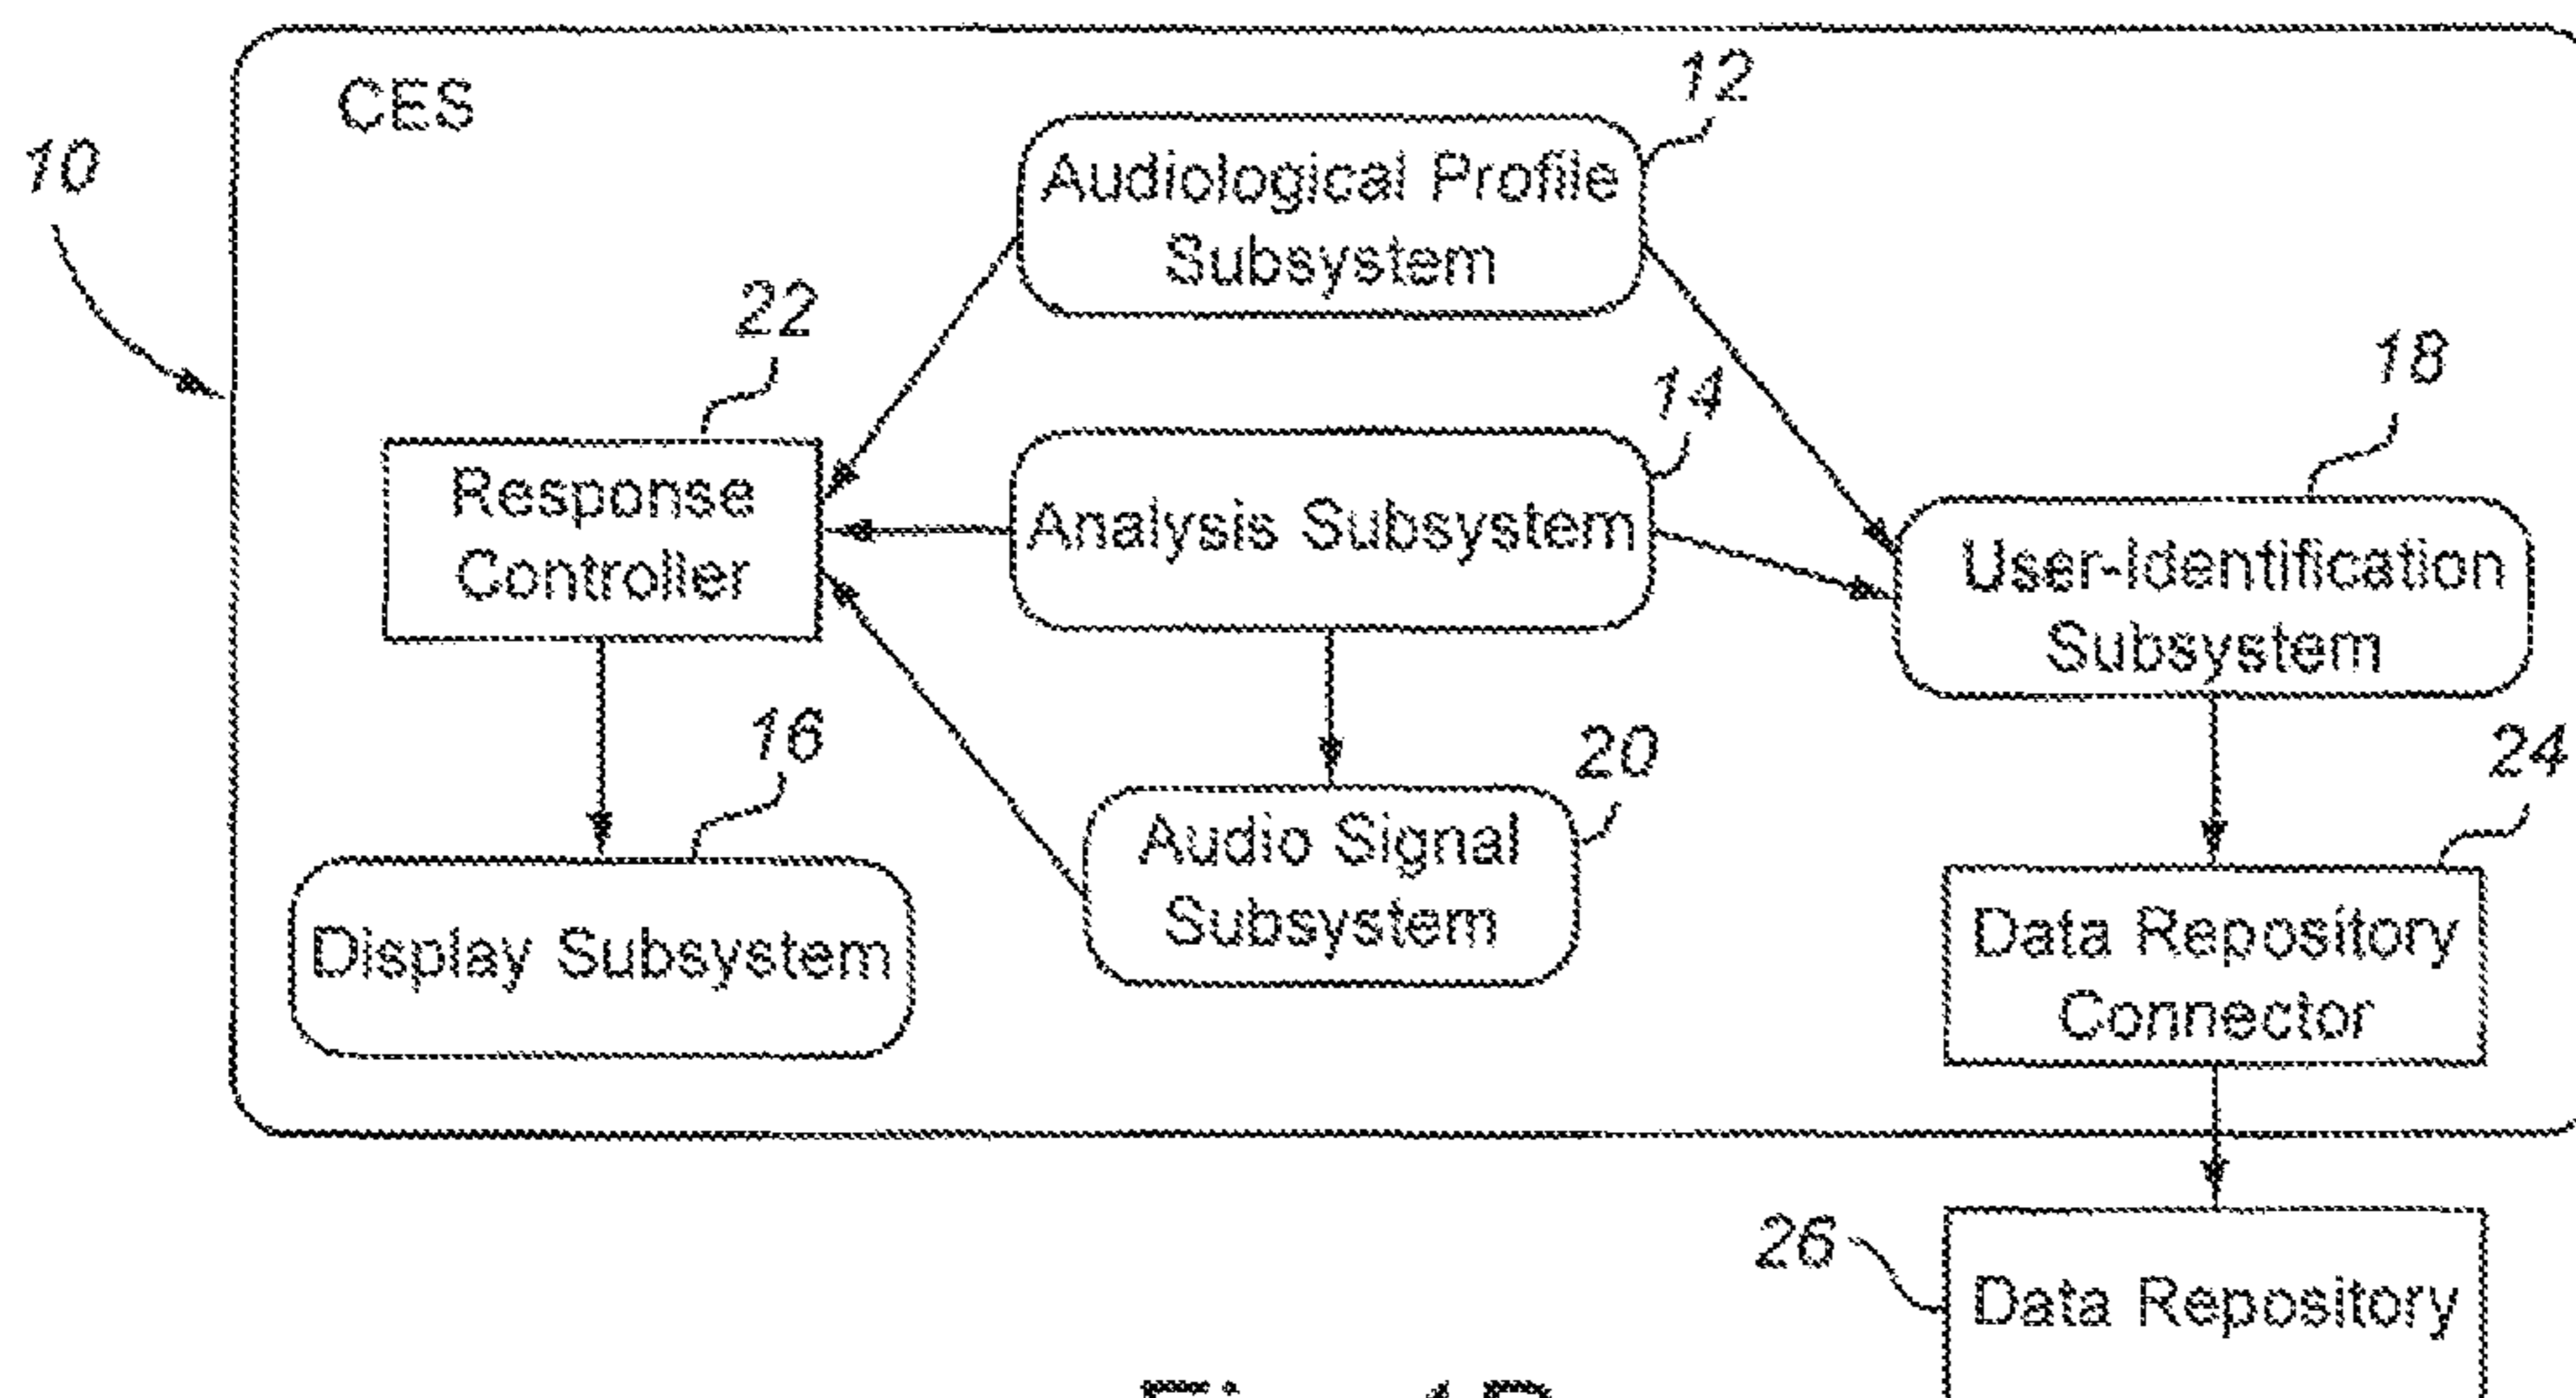 CES
12
10
Audiological Profile
Subsystem
22
14
18
Response
Controller
Analysis Subsystem
User-Identification
Subsystem
16
20
24
Audio Signal
Subsystem
Display Subsystem
Data Repository
Connector
26
Data Repository